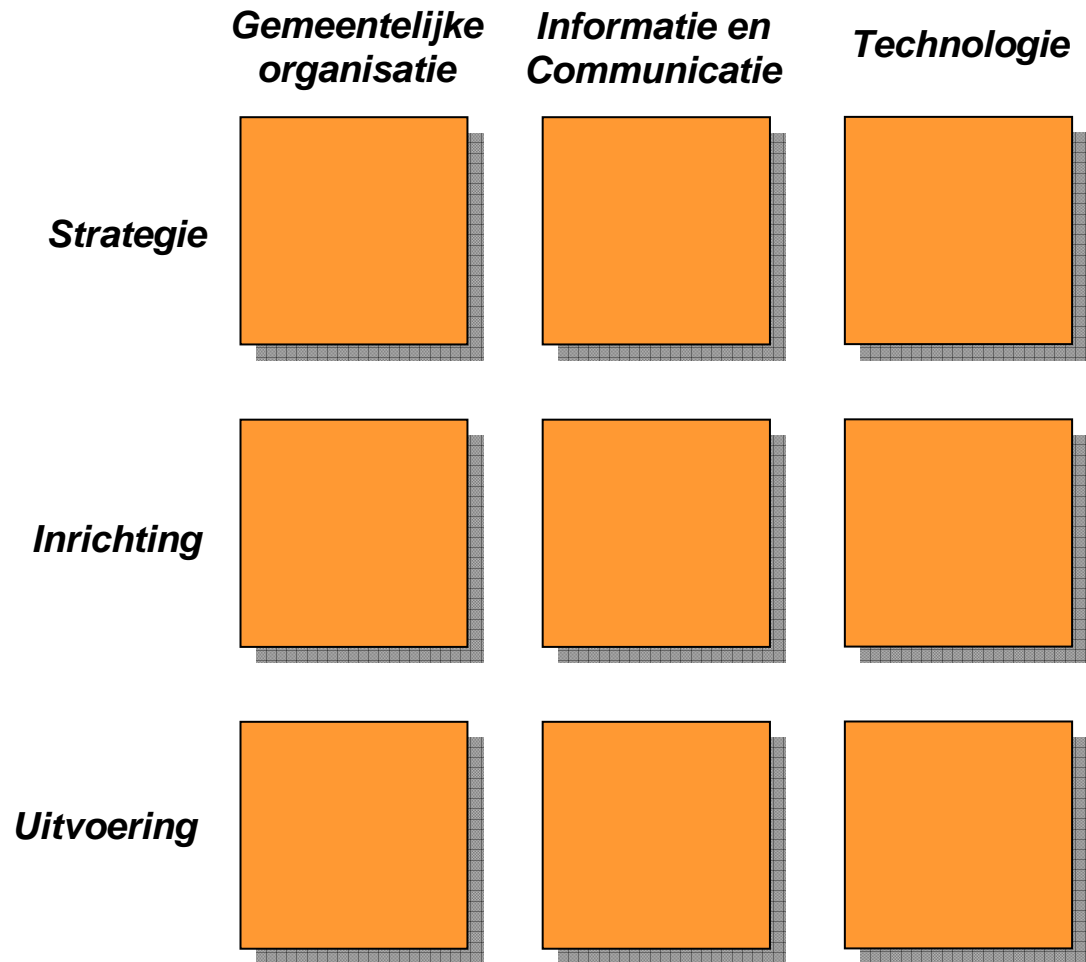 Gemeentelijke
organisatie
Informatie en
Communicatie
Technologie
Strategie
Inrichting
Uitvoering